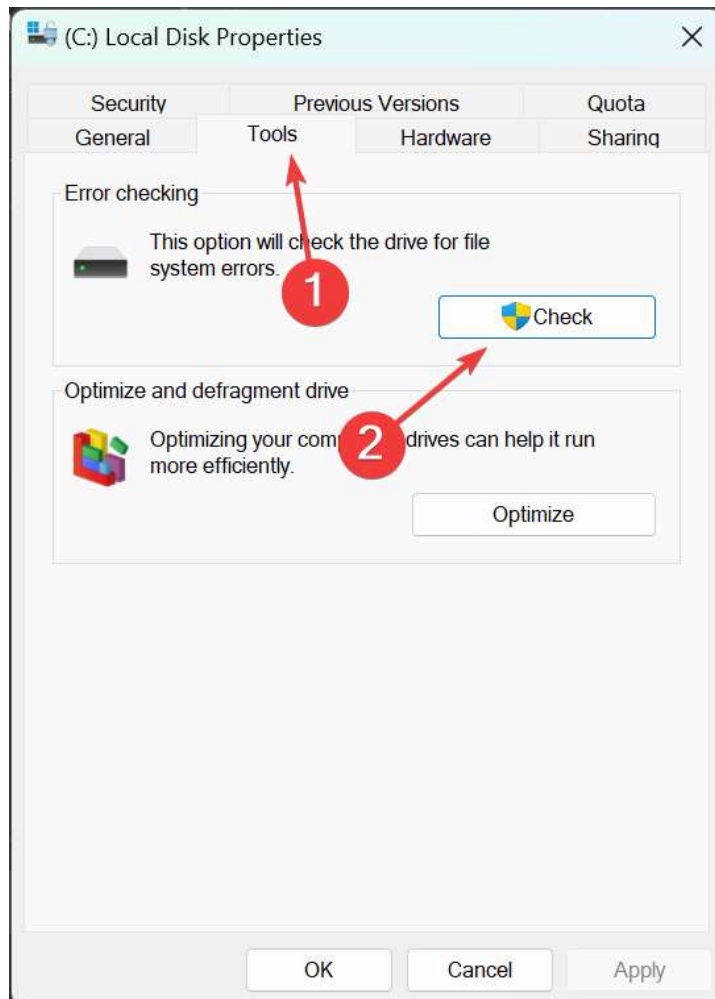 (C:) Local Disk Properties
Security Previous Versions Quota
General Tools Hardware Sharing
Error checking
This option will check the drive for file
system errors.
1
Check
Optimize and defragment drive
Optimizing your com drives can help it run
2
more efficiently.
Optimize
OK Cancel Apply